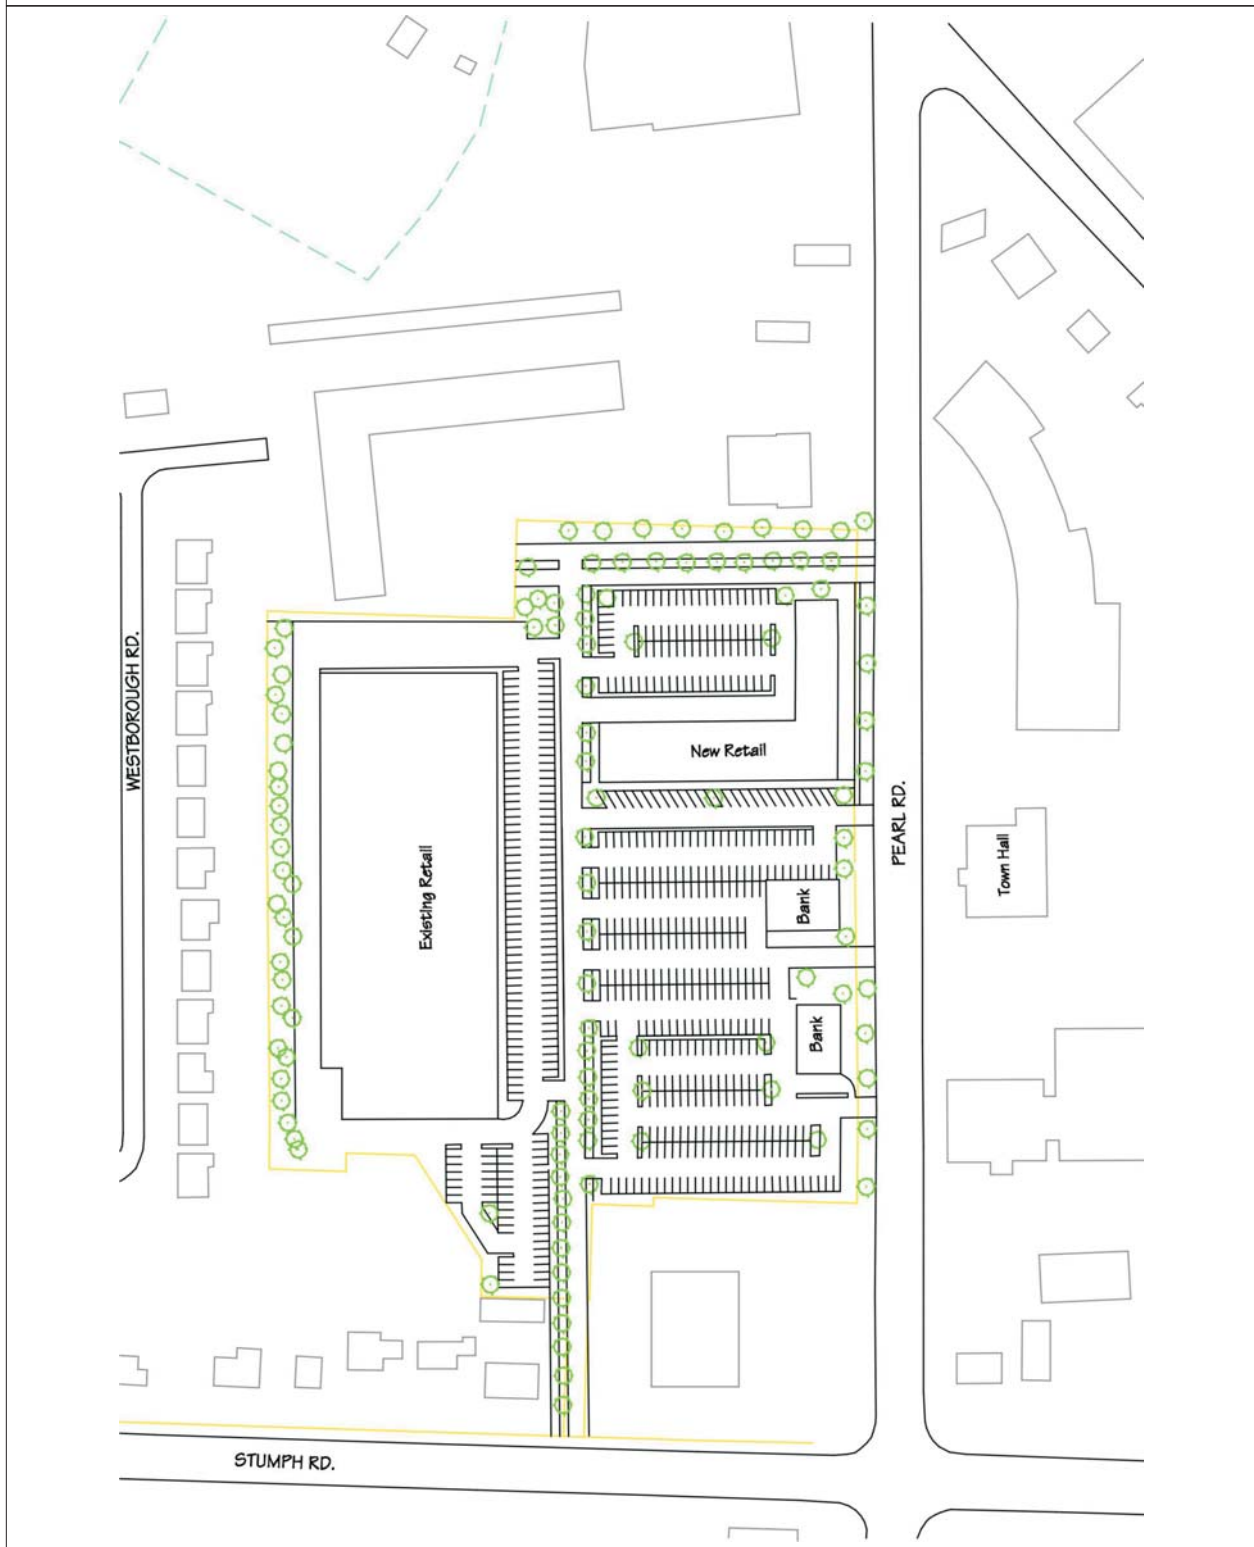 WESTBOROUGH RD.
New Retail
PEARL RD.
Existing Retail
Bank
Town Hall
Bank
STUMPH RD.